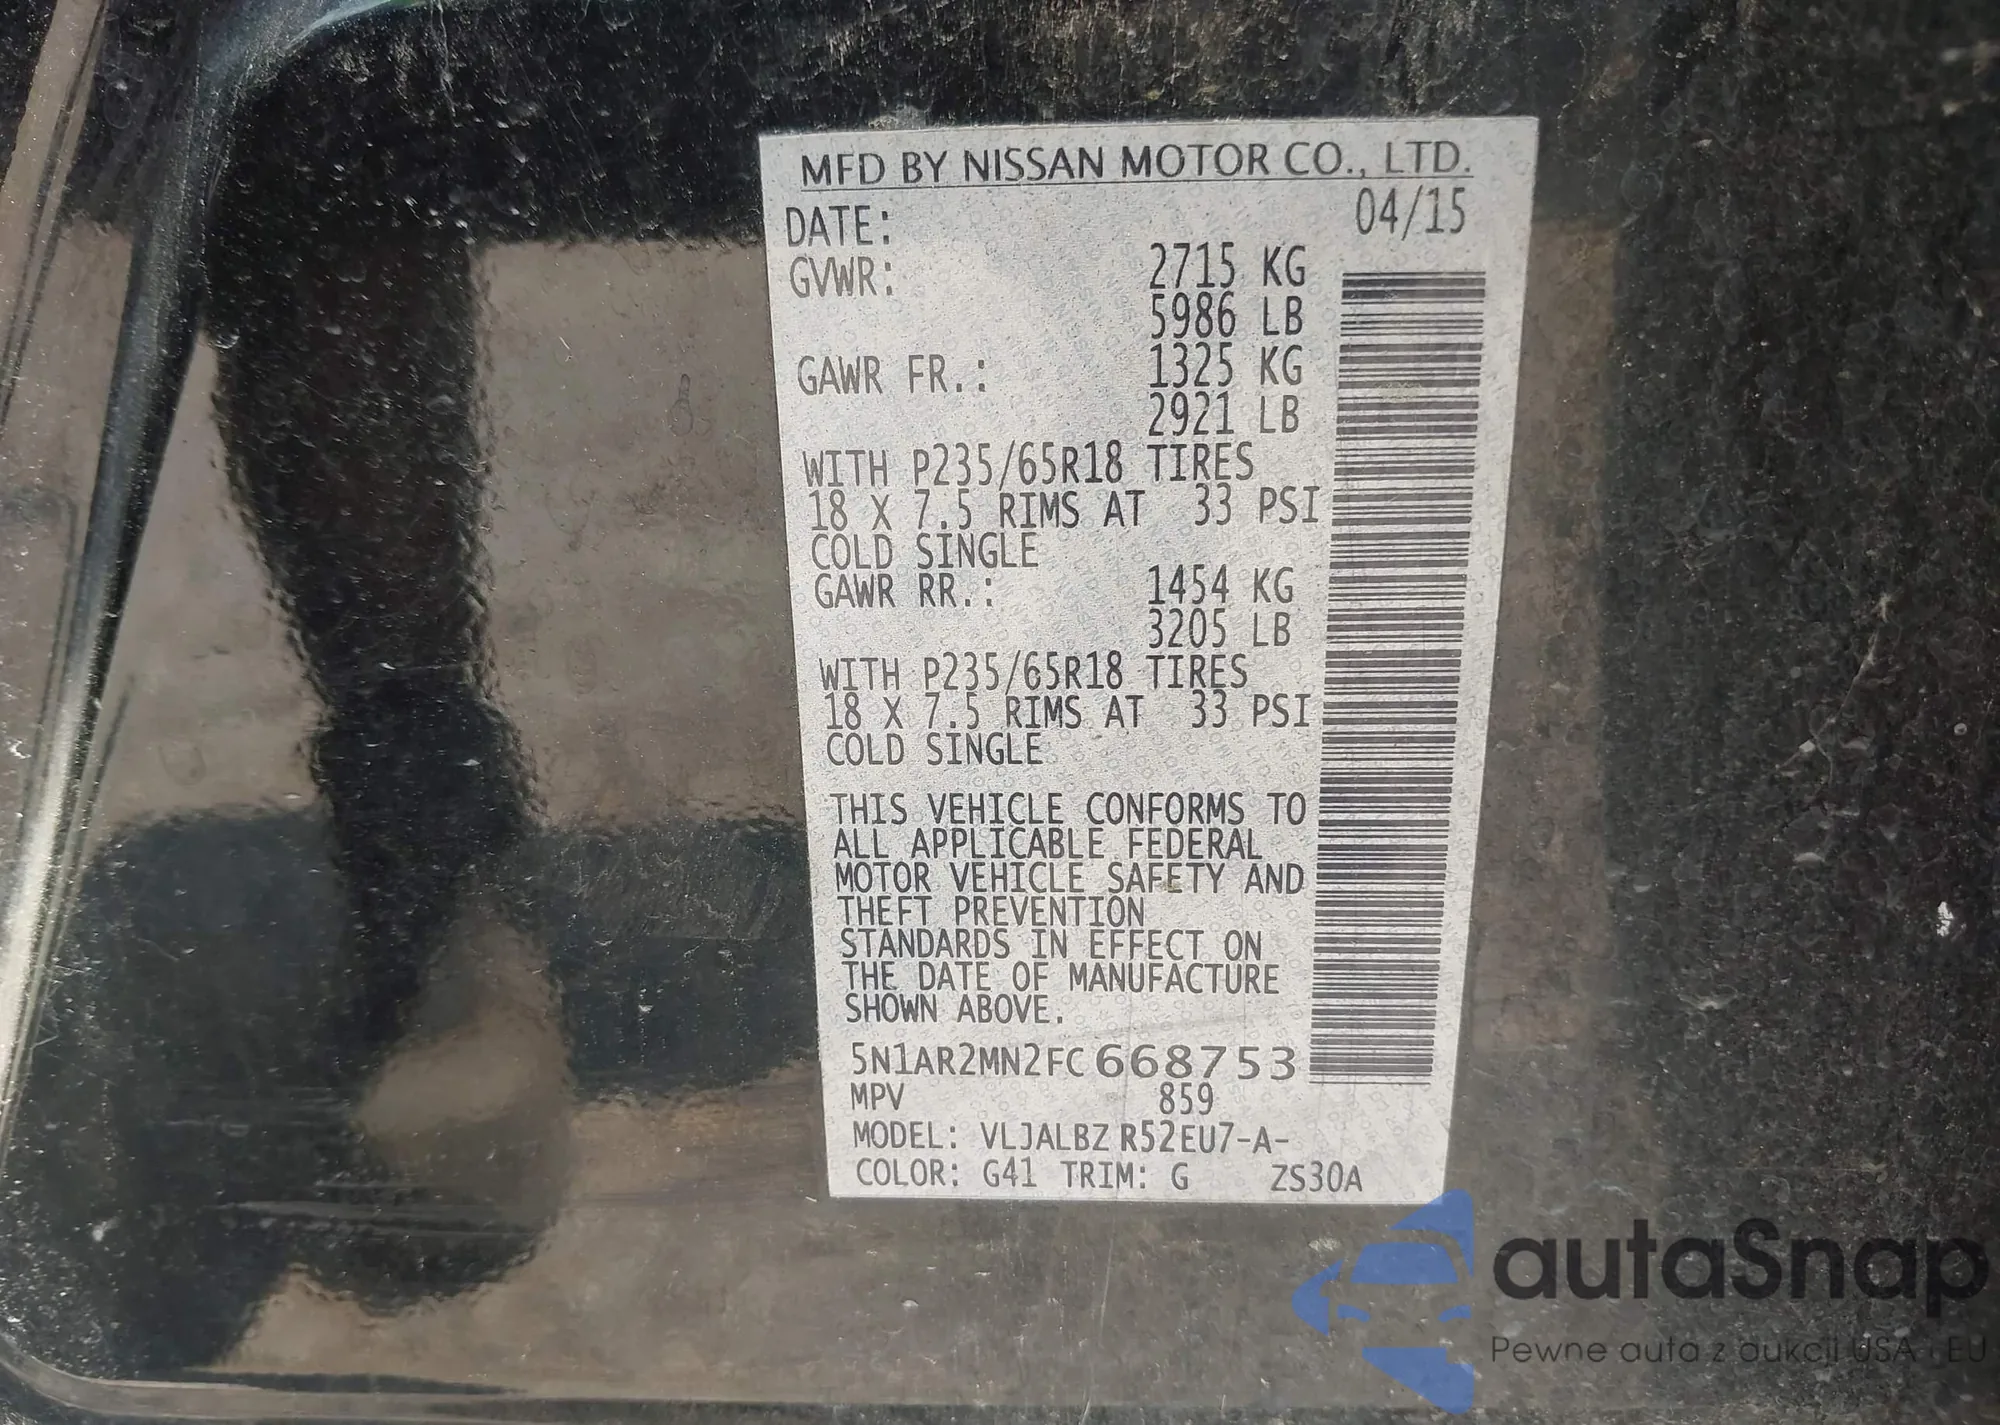 MFD BY NISSAN MOTOR CO., LTD.
DATE: 04/15
GVWR: 2715 KG
5986 LB
GAWR FR.: 1325 KG
2921 LB
WITH P235/65R18 TIRES
18 X 7.5 RIMS AT 33 PSI
COLD SINGLE
GAWR RR.: 1454 KG
3205 LB
WITH P235/65R18 TIRES
18 X 7.5 RIMS AT 33 PSI
COLD SINGLE
THIS VEHICLE CONFORMS TO
ALL APPLICABLE FEDERAL
MOTOR VEHICLE SAFETY AND
THEFT PREVENTION
STANDARDS IN EFFECT ON
THE DATE OF MANUFACTURE
SHOWN ABOVE.
5N1AR2MN2FC668753
MPV 859
MODEL: VLJALBZ R52EU7-A-
COLOR: G41 TRIM: G ZS30A
autaSnap
Pewne auta z aukcji USA i EU